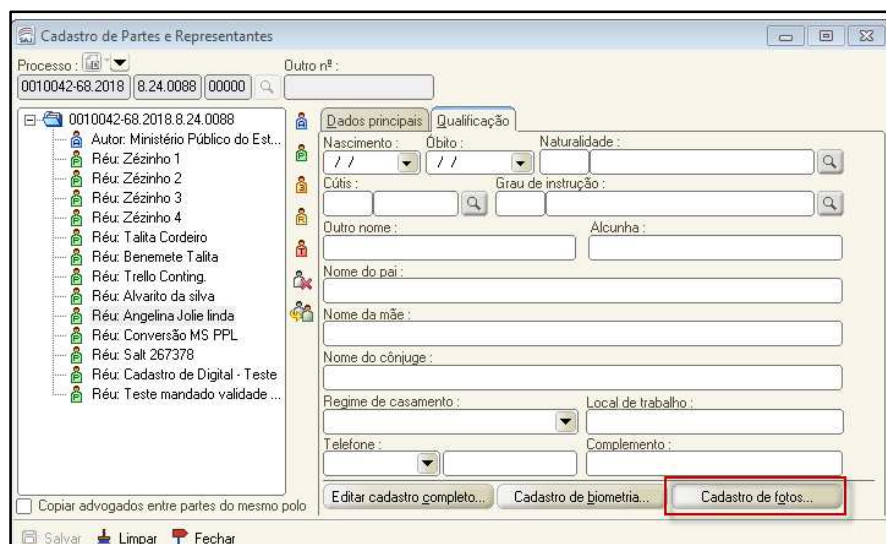 Cadastro de Partes e Representantes
Processo :
Outro nº :
0010042-68.2018 8.24.0088 00000
0010042-68.2018.8.24.0088
Autor: Ministério Público do Est...
Réu: Zézinho 1
Réu: Zézinho 2
Réu: Zézinho 3
Réu: Zézinho 4
Réu: Talita Cordeiro
Réu: Benemete Talita
Réu: Trello Conting.
Réu: Alvarito da silva
Réu: Angelina Jolie linda
Réu: Conversão MS PPL
Réu: Salt 267378
Réu: Cadastro de Digital - Teste
Réu: Teste mandado validade ...
Copiar advogados entre partes do mesmo polo
Dados principais Qualificação
Nascimento : Óbito : Naturalidade :
/ / / /
Cútis : Grau de instrução :
Outro nome : Alcunha :
Nome do pai :
Nome da mãe :
Nome do cônjuge :
Regime de casamento : Local de trabalho :
Telefone : Complemento :
Editar cadastro completo... Cadastro de biometria... Cadastro de fotos...
Salvar Limpar Fechar